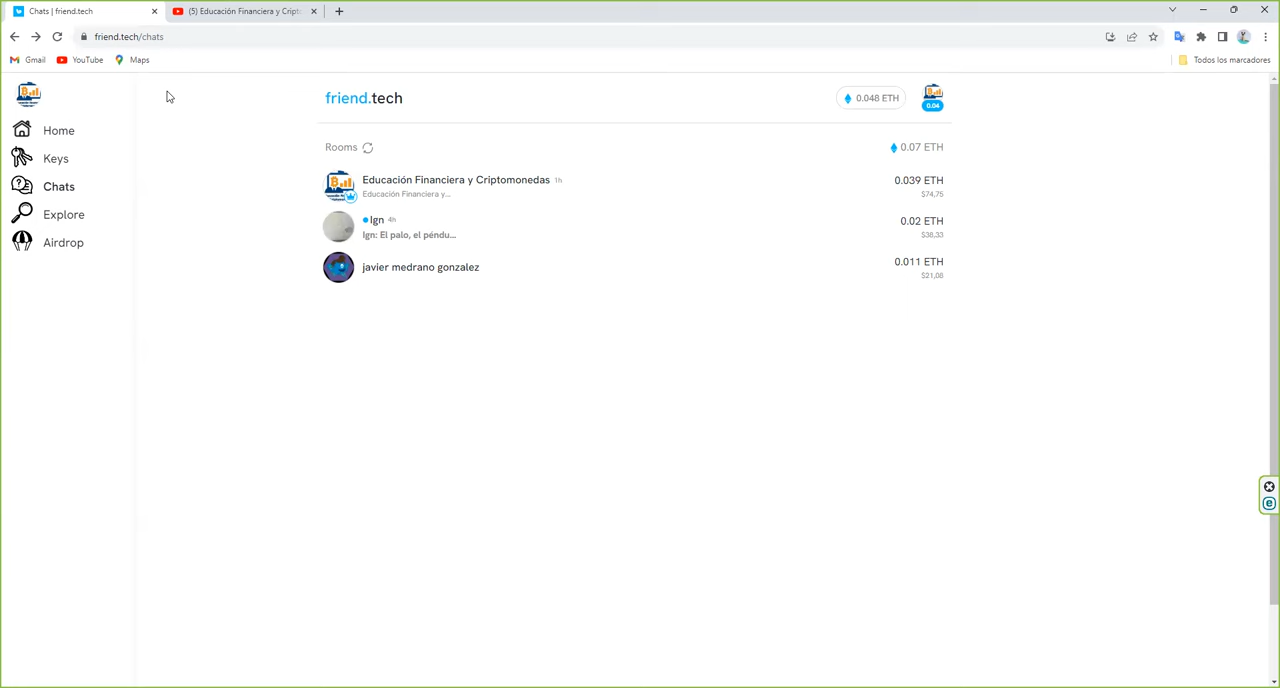 Chats | friend.tech
(5) Educación Financiera y Cripto
friend.tech/chats
Gmail
YouTube
Maps
Todos los marcadores
friend.tech
0.048 ETH
0.04
Home
Keys
Chats
Explore
Airdrop
Rooms
0.07 ETH
Educación Financiera y Criptomonedas 1h
0.039 ETH
Educación Financiera y...
$74,75
Ign 4h
0.02 ETH
Ign: El palo, el péndu...
$38,33
javier medrano gonzalez
0.011 ETH
$21,08